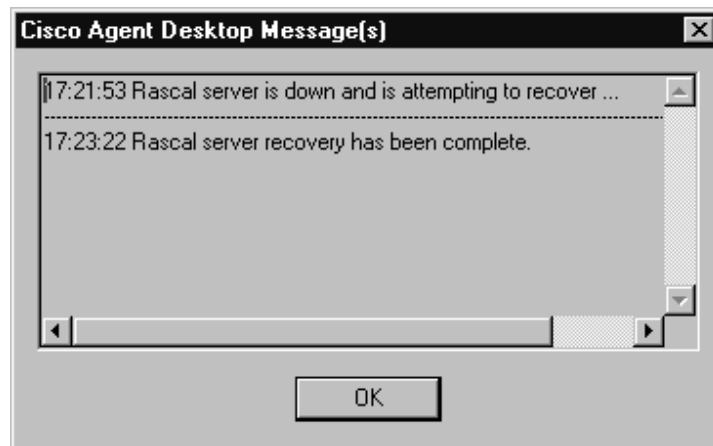 Cisco Agent Desktop Message(s)
17:21:53 Rascal server is down and is attempting to recover ...
17:23:22 Rascal server recovery has been complete.
OK